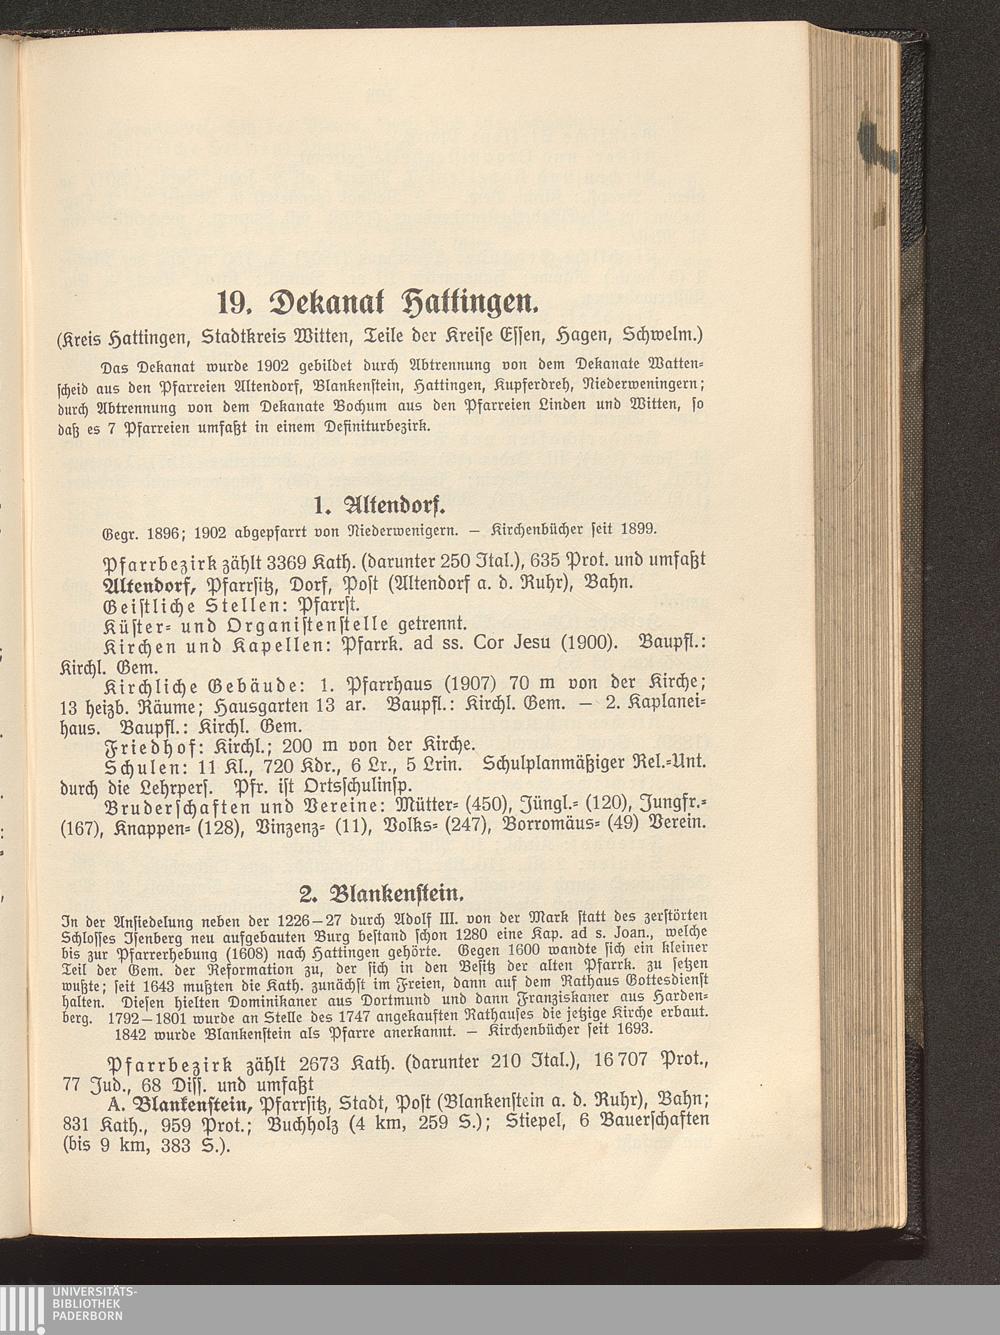 19. Dekanat Hattingen.
(Kreis Hattingen, Stadtkreis Witten, Teile der Kreise Essen, Hagen, Schwelm.)
Das Dekanat wurde 1902 gebildet durch Abtrennung von dem Dekanate Watten-
scheid aus den Pfarreien Altendorf, Blankenstein, Hattingen, Kupferdreh, Niederweningern;
durch Abtrennung von dem Dekanate Bochum aus den Pfarreien Linden und Witten, so
daß es 7 Pfarreien umfaßt in einem Definiturbezirk.
1. Altendorf.
Gegr. 1896; 1902 abgepfarrt von Niederwenigern. — Kirchenbücher seit 1899.
Pfarrbezirk zählt 3369 Kath. (darunter 250 Ital.), 635 Prot. und umfaßt
Altendorf, Pfarrsitz, Dorf, Post (Altendorf a. d. Ruhr), Bahn.
Geistliche Stellen: Pfarrst.
Küster- und Organistenstelle getrennt.
Kirchen und Kapellen: Pfarrk. ad ss. Cor Jesu (1900). Baupfl.:
Kirchl. Gem.
Kirchliche Gebäude: 1. Pfarrhaus (1907) 70 m von der Kirche;
13 heizb. Räume; Hausgarten 13 ar. Baupfl.: Kirchl. Gem. — 2. Kaplanei-
haus. Baupfl.: Kirchl. Gem.
Friedhof: Kirchl.; 200 m von der Kirche.
Schulen: 11 Kl., 720 Kdr., 6 Lr., 5 Lrin. Schulplanmäßiger Rel.-Unt.
durch die Lehrpers. Pfr. ist Ortsschulinsp.
Bruderschaften und Vereine: Mütter- (450), Jüngl.- (120), Jungfr.-
(167), Knappen- (128), Vinzenz- (11), Volks- (247), Borromäus- (49) Verein.
2. Blankenstein.
In der Ansiedelung neben der 1226—27 durch Adolf III. von der Mark statt des zerstörten
Schlosses Isenberg neu aufgebauten Burg bestand schon 1280 eine Kap. ad s. Joan., welche
bis zur Pfarrerhebung (1608) nach Hattingen gehörte. Gegen 1600 wandte sich ein kleiner
Teil der Gem. der Reformation zu, der sich in den Besitz der alten Pfarrk. zu setzen
wußte; seit 1643 mußten die Kath. zunächst im Freien, dann auf dem Rathaus Gottesdienst
halten. Diesen hielten Dominikaner aus Dortmund und dann Franziskaner aus Harden-
berg. 1792—1801 wurde an Stelle des 1747 angekauften Rathauses die jetzige Kirche erbaut.
1842 wurde Blankenstein als Pfarre anerkannt. — Kirchenbücher seit 1693.
Pfarrbezirk zählt 2673 Kath. (darunter 210 Ital.), 16 707 Prot.,
77 Jud., 68 Diss. und umfaßt
A. Blankenstein, Pfarrsitz, Stadt, Post (Blankenstein a. d. Ruhr), Bahn;
831 Kath., 959 Prot.; Buchholz (4 km, 259 S.); Stiepel, 6 Bauerschaften
(bis 9 km, 383 S.).
UNIVERSITÄTS-
BIBLIOTHEK
PADERBORN